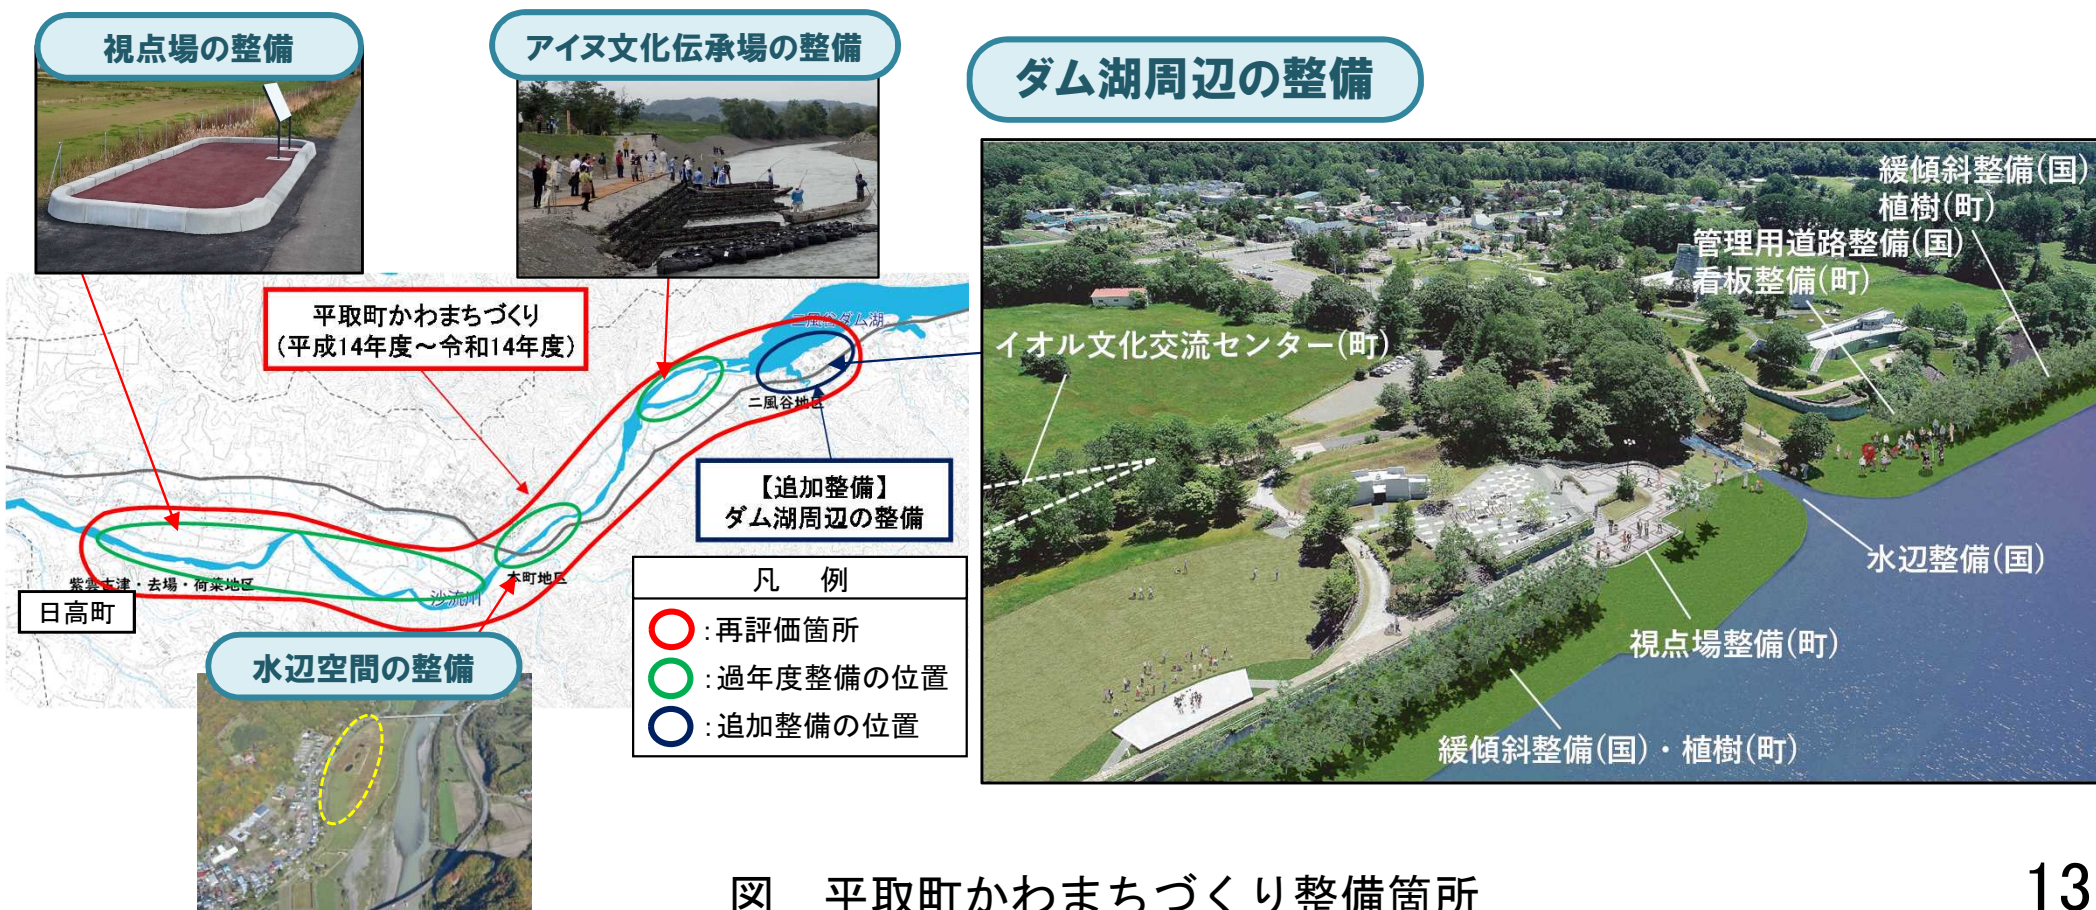 視点場の整備
アイヌ文化伝承場の整備
ダム湖周辺の整備
平取町かわまちづくり
(平成14年度～令和14年度)
二風谷ダム湖
二風谷地区
【追加整備】
ダム湖周辺の整備
本町地区
沙流川
紫雲古津・去場・荷菜地区
日高町
水辺空間の整備
凡　例
：再評価箇所
：過年度整備の位置
：追加整備の位置
緩傾斜整備(国)
植樹(町)
管理用道路整備(国)
看板整備(町)
イオル文化交流センター(町)
水辺整備(国)
視点場整備(町)
緩傾斜整備(国)・植樹(町)
図　平取町かわまちづくり整備箇所
13